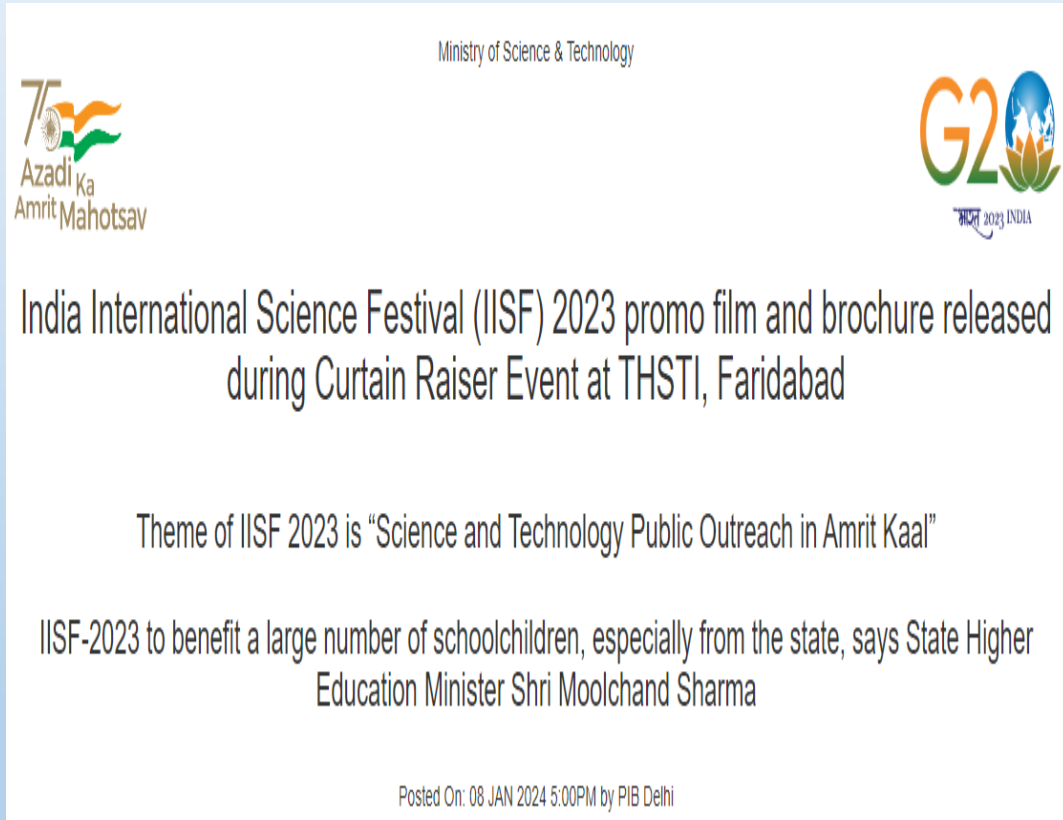 Ministry of Science & Technology
75
Azadi Ka
Amrit Mahotsav
G20
भारत 2023 INDIA
India International Science Festival (IISF) 2023 promo film and brochure released
during Curtain Raiser Event at THSTI, Faridabad
Theme of IISF 2023 is “Science and Technology Public Outreach in Amrit Kaal”
IISF-2023 to benefit a large number of schoolchildren, especially from the state, says State Higher
Education Minister Shri Moolchand Sharma
Posted On: 08 JAN 2024 5:00PM by PIB Delhi